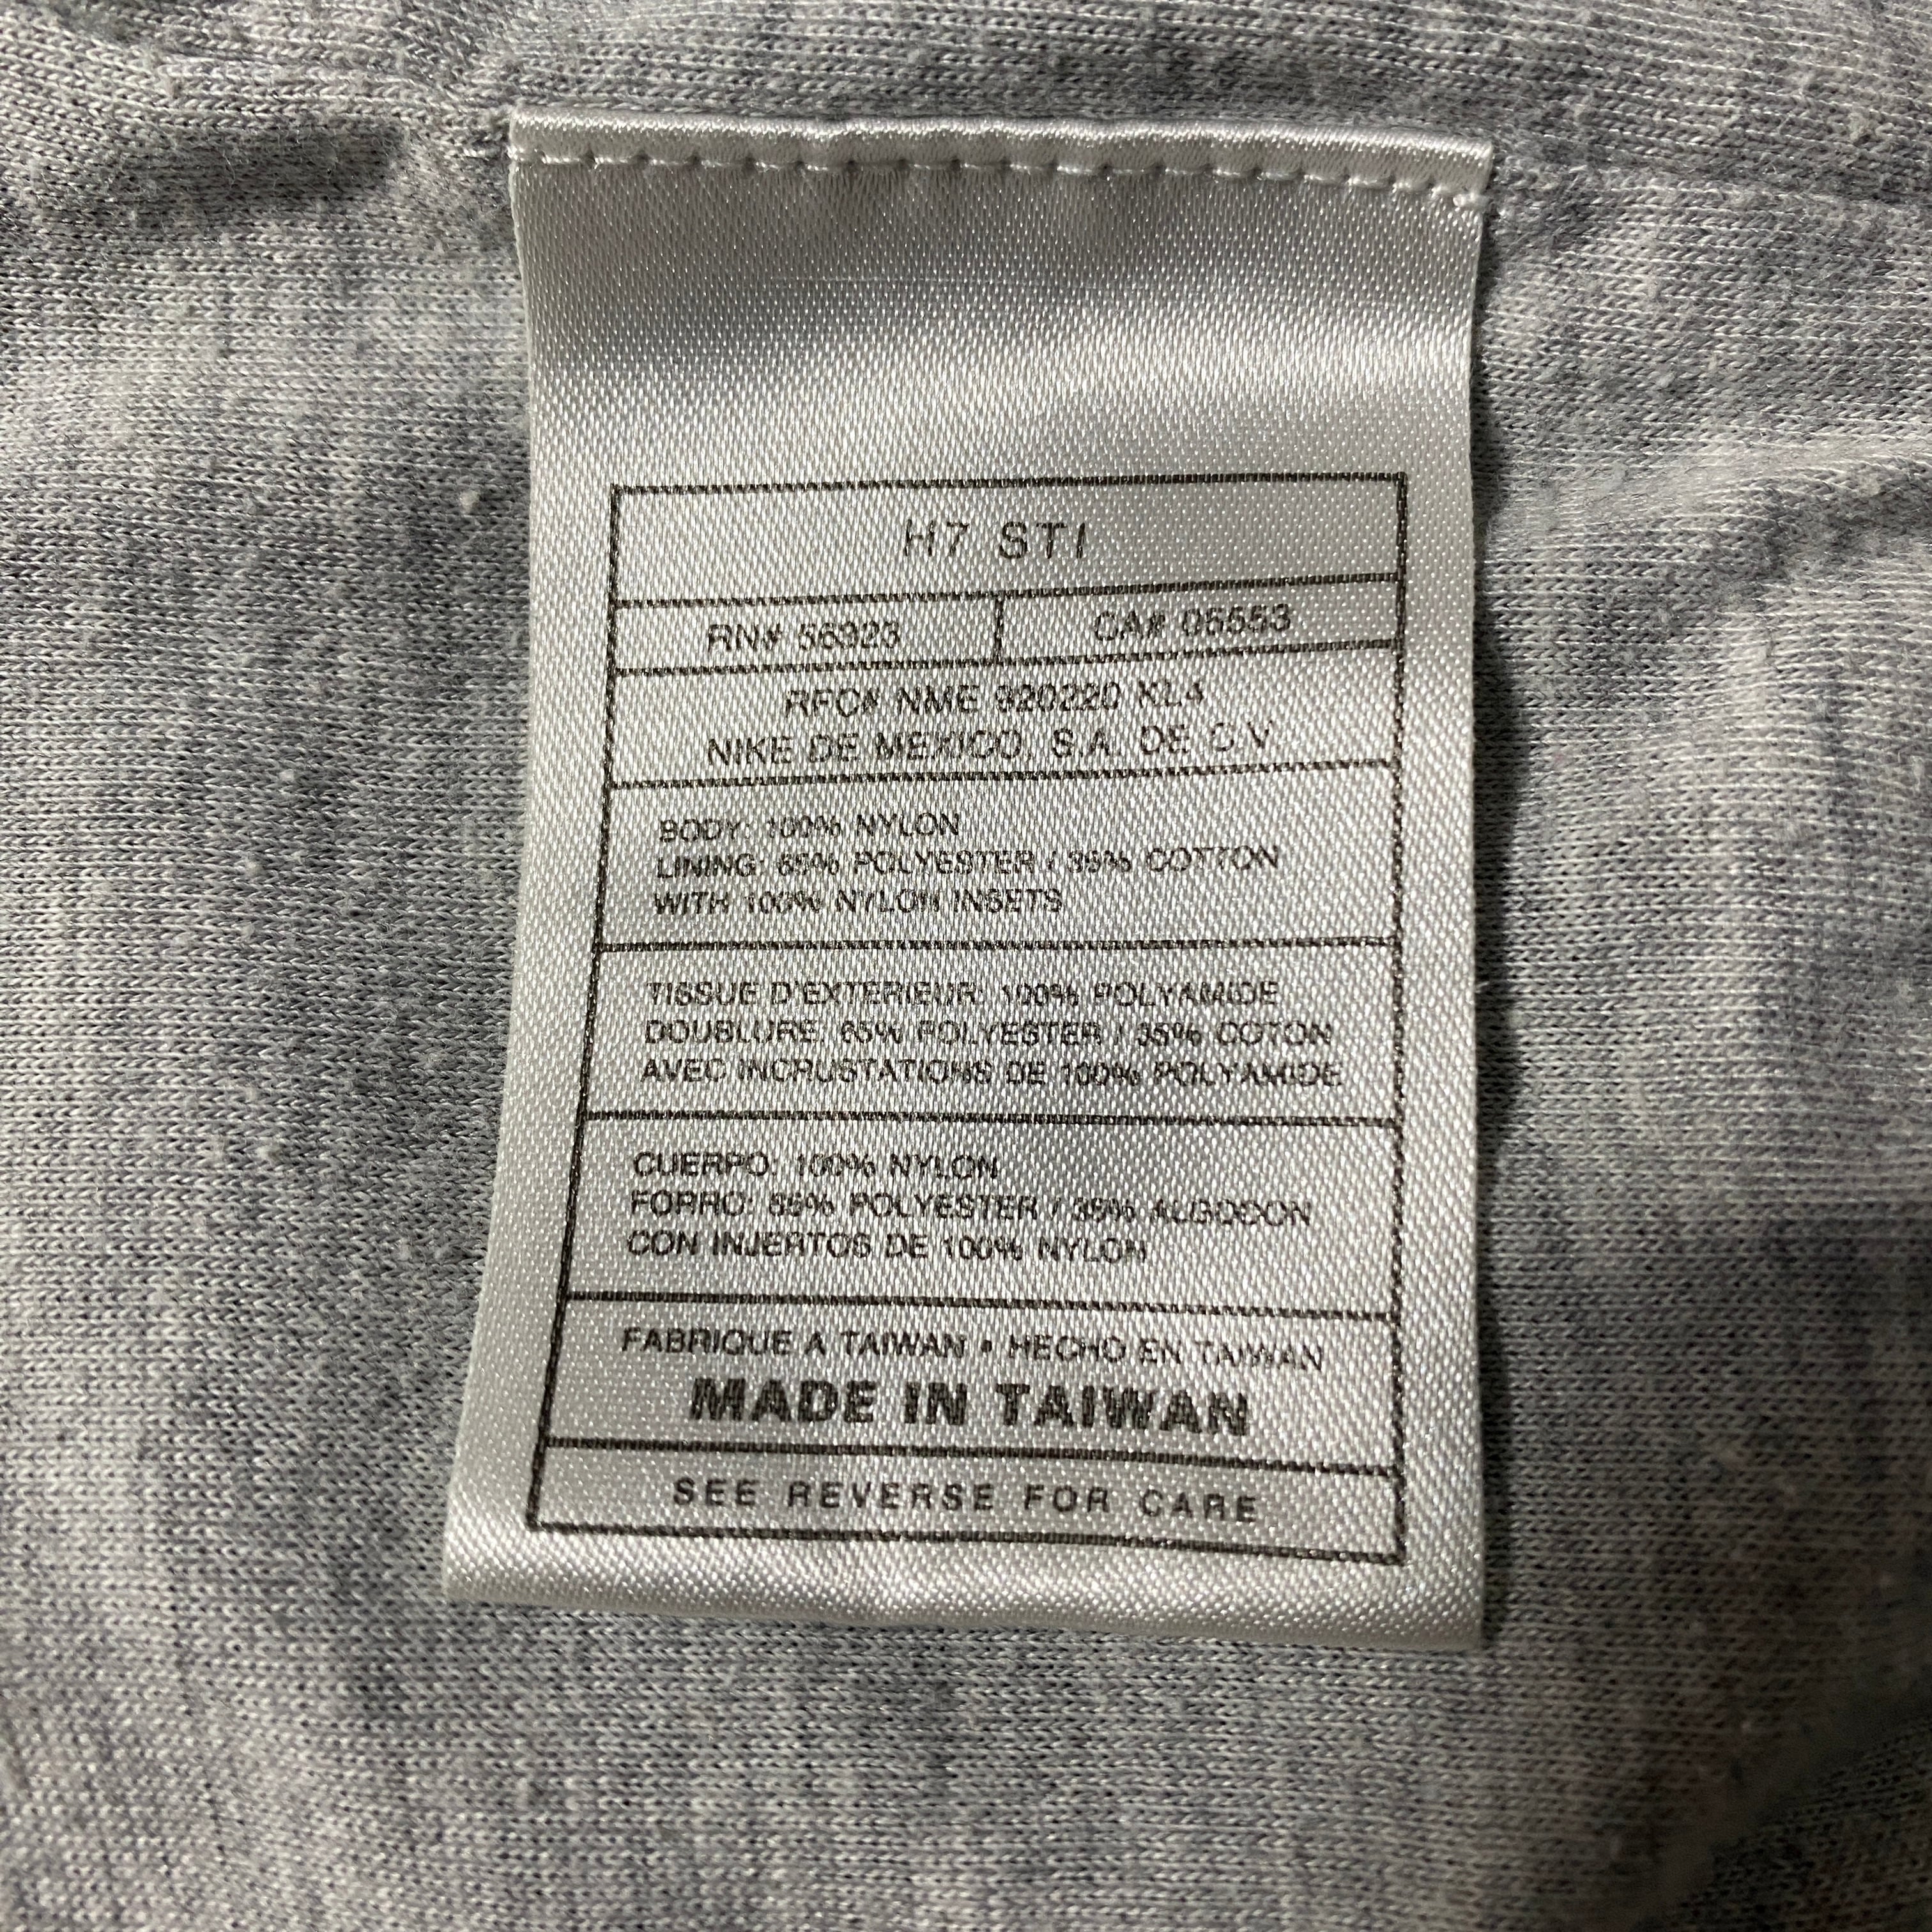 H7 STI
RN# 56323 CA# 05553
RFC# NME 920220 KL4
NIKE DE MEXICO, S.A. DE C.V
BODY: 100% NYLON
LINING: 65% POLYESTER / 35% COTTON
WITH 100% NYLON INSETS
TISSUE D'EXTERIEUR: 100% POLYAMIDE
DOUBLURE: 65% POLYESTER / 35% COTON
AVEC INCRUSTATIONS DE 100% POLYAMIDE
CUERPO: 100% NYLON
FORRO: 65% POLYESTER / 35% ALGODON
CON INJERTOS DE 100% NYLON
FABRIQUE A TAIWAN • HECHO EN TAIWAN
MADE IN TAIWAN
SEE REVERSE FOR CARE